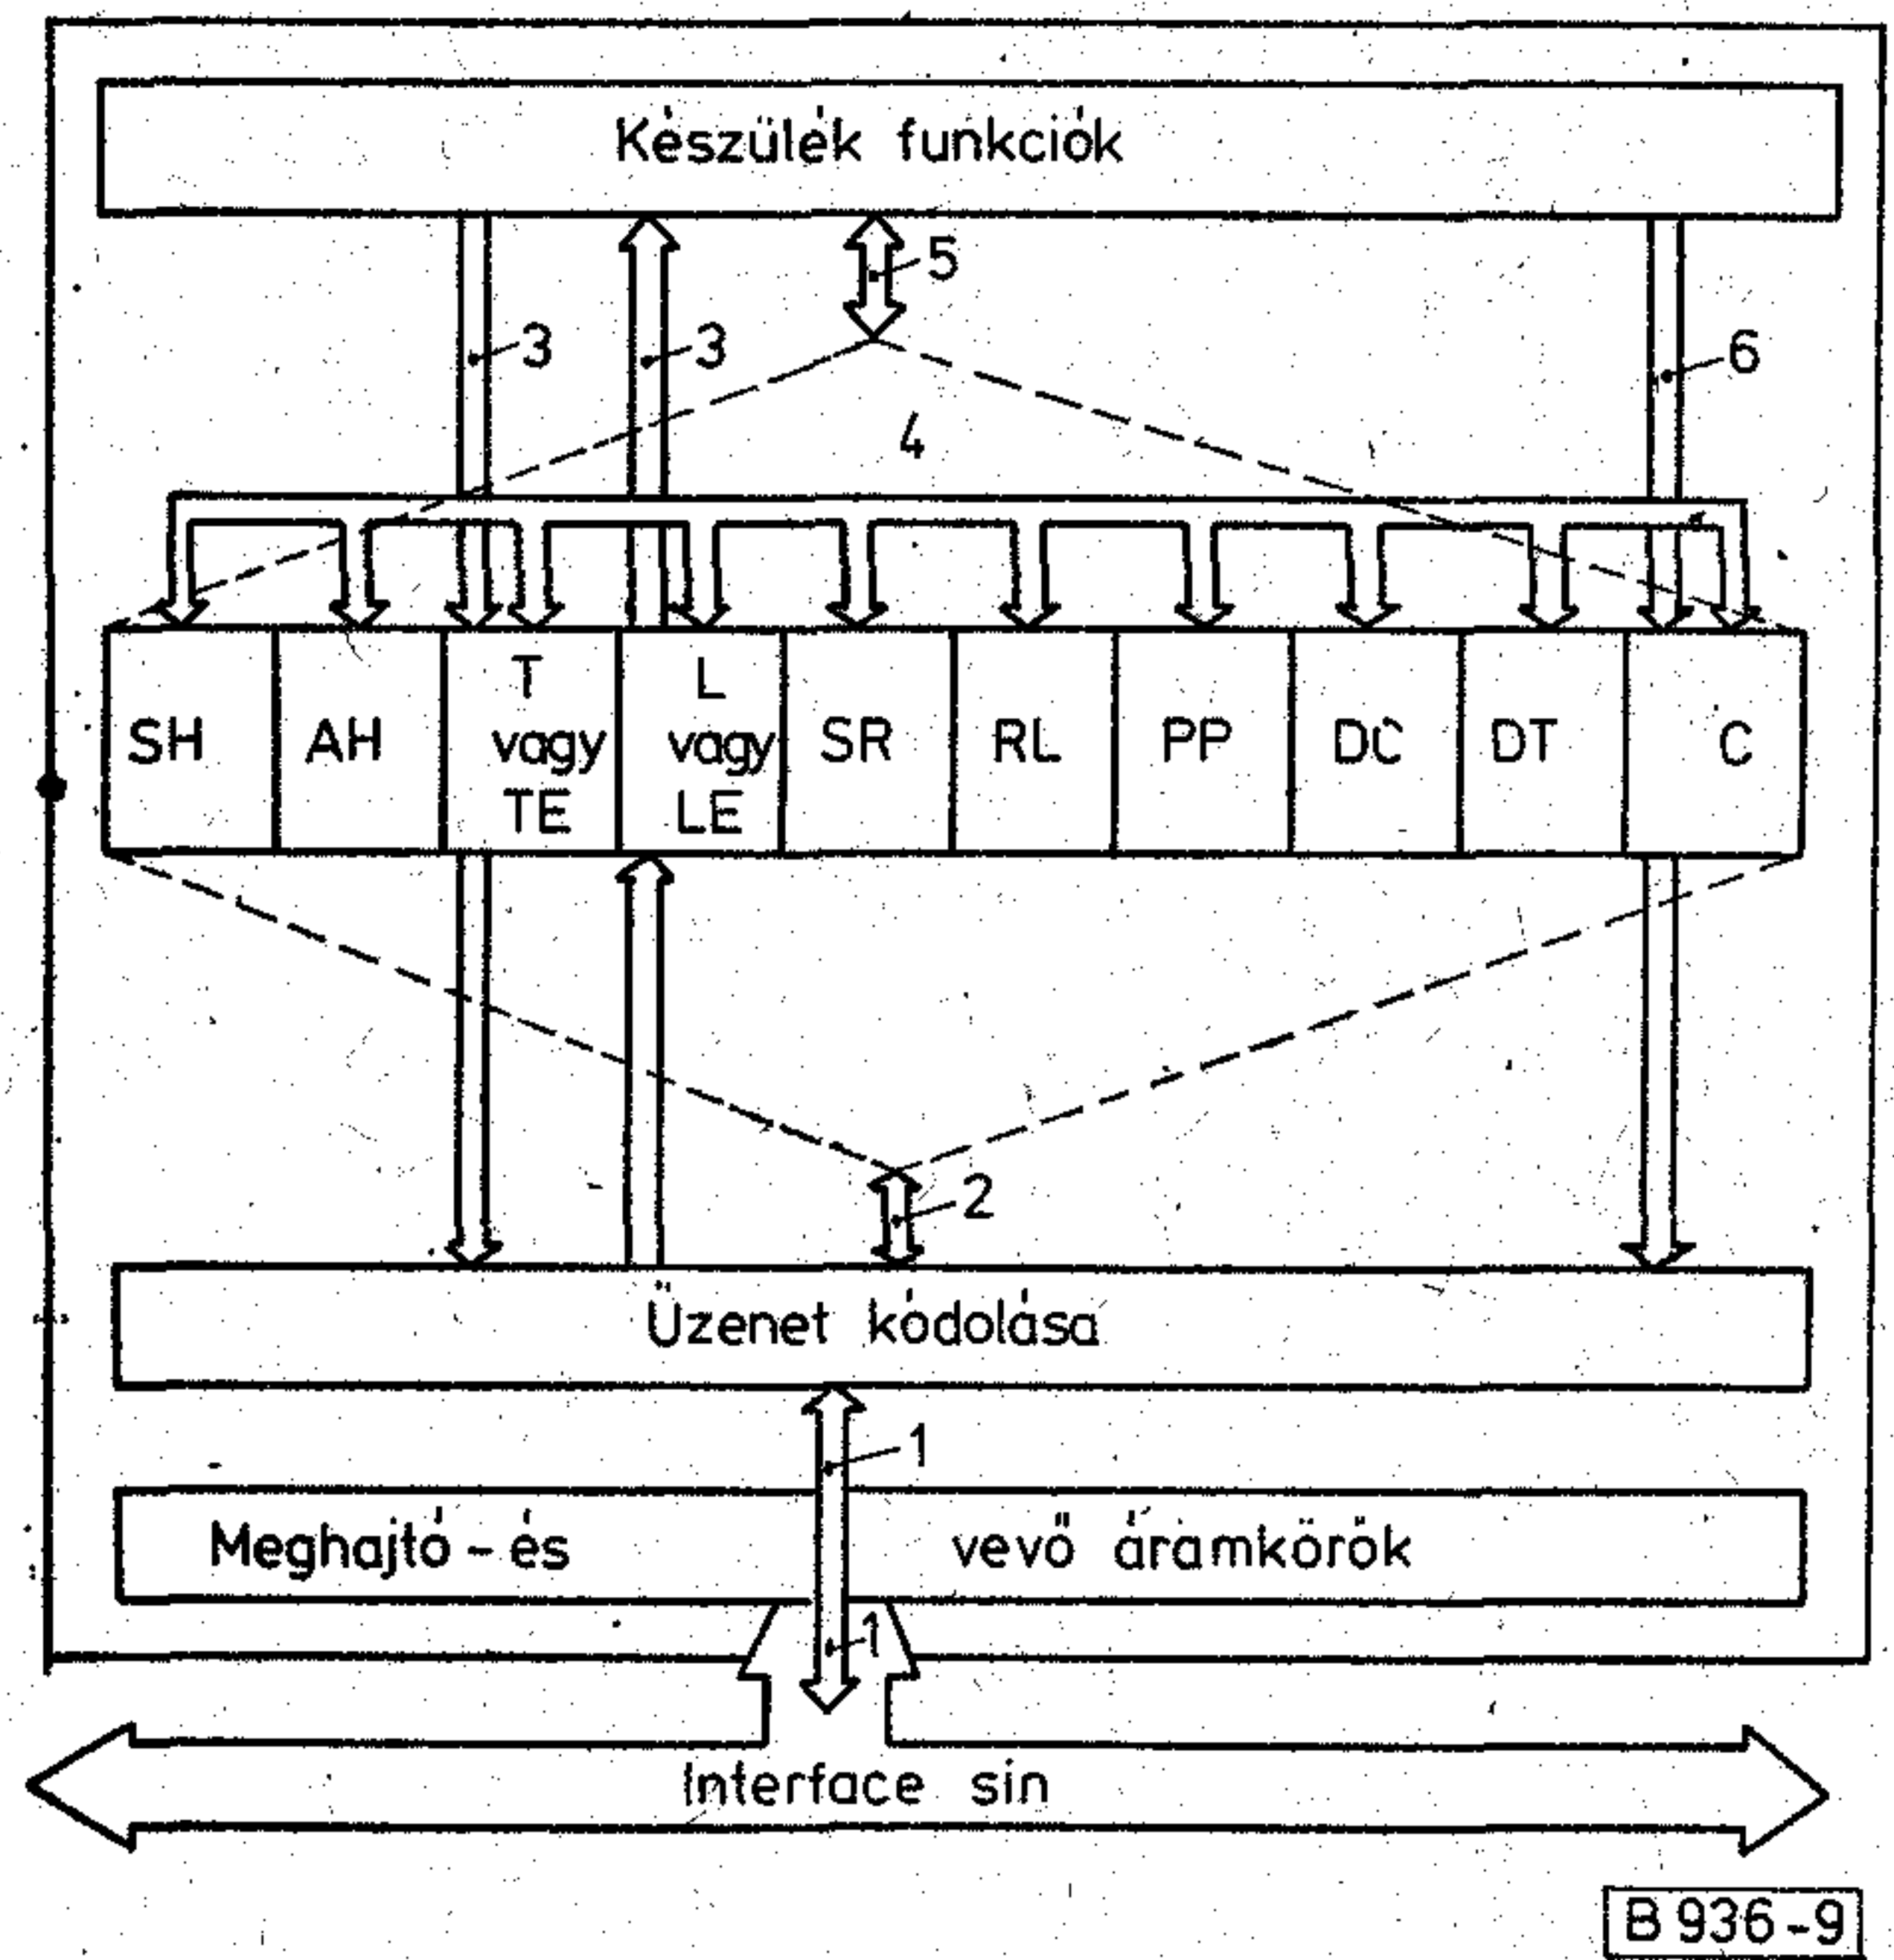 Készülék funkciók
5
3
3
6
4
SH
AH
T
vagy
TE
L
vagy
LE
SR
RL
PP
DC
DT
C
2
Üzenet kódolása
1
Meghajtó-és vevő áramkörök
1
Interface sin
B 936-9